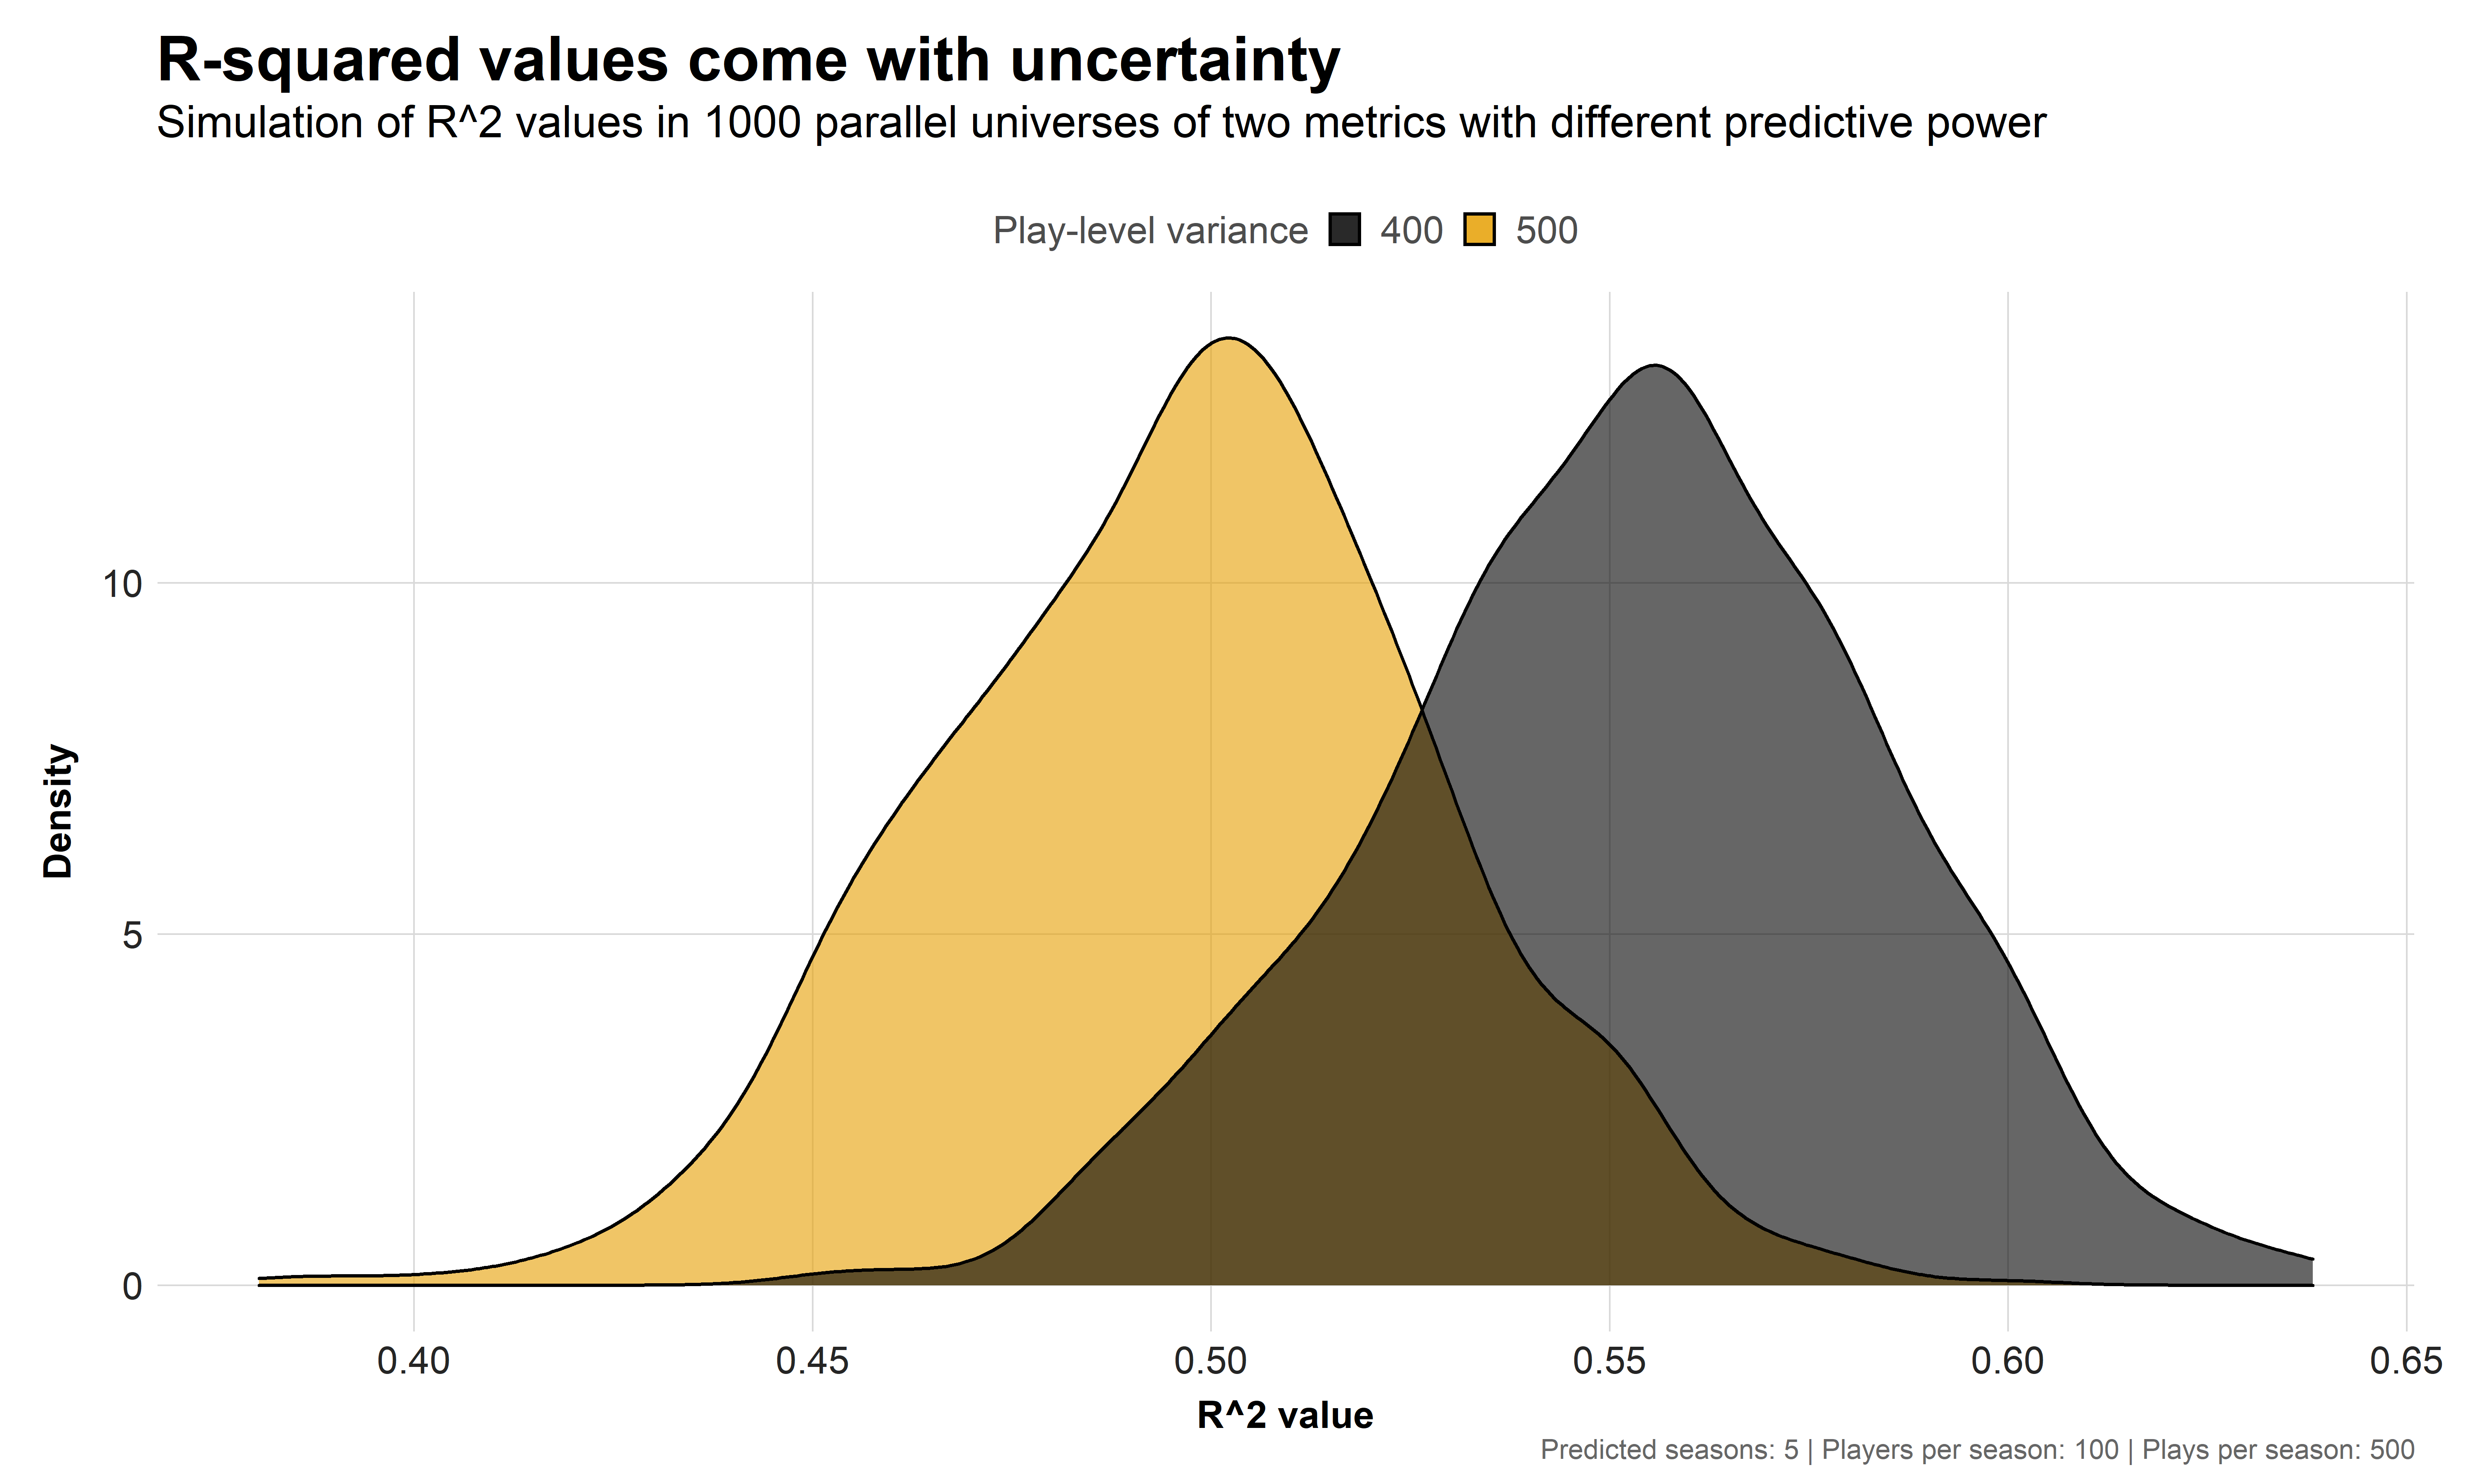 R-squared values come with uncertainty
Simulation of R^2 values in 1000 parallel universes of two metrics with different predictive power
Play-level variance 400 500
10
5
0
Density
0.40 0.45 0.50 0.55 0.60 0.65
R^2 value
Predicted seasons: 5 | Players per season: 100 | Plays per season: 500